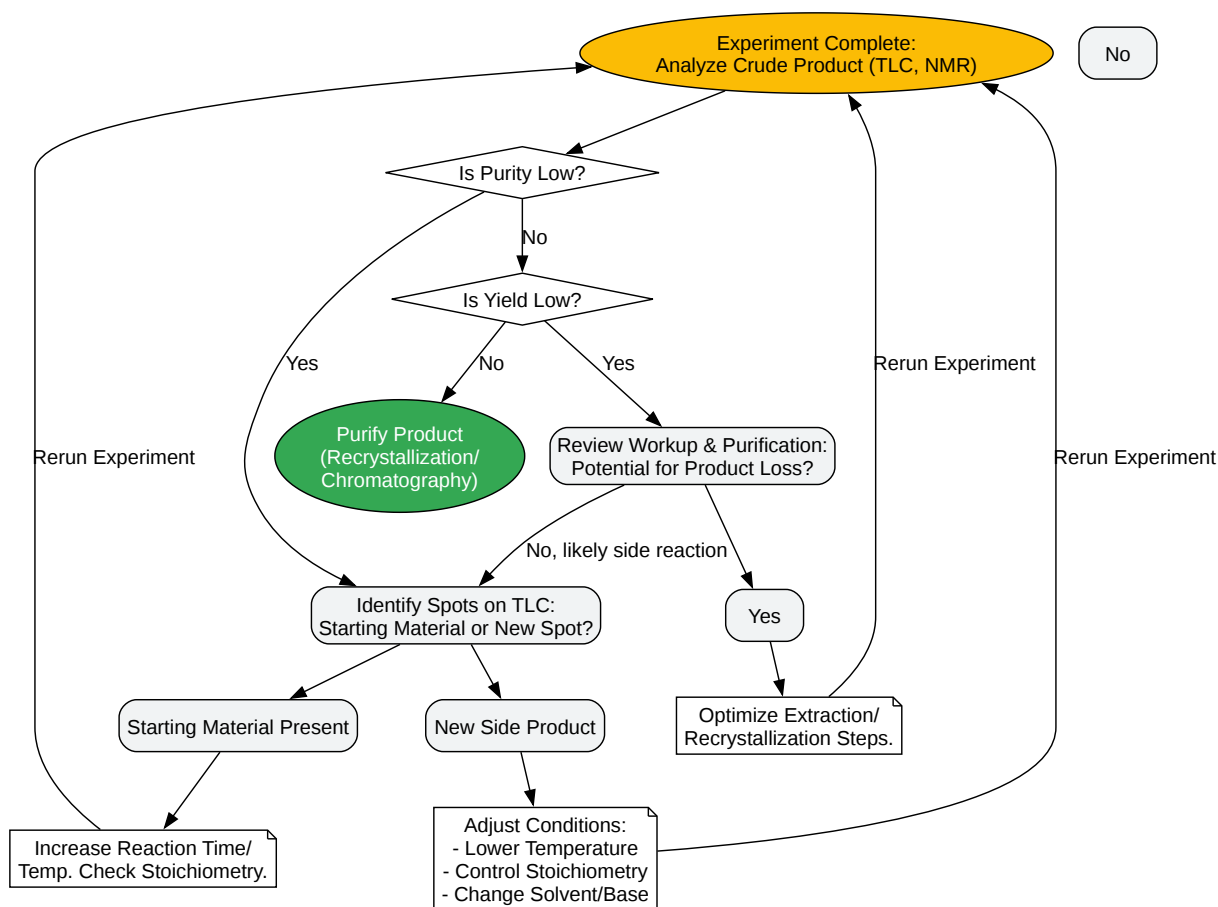 Experiment Complete:
Analyze Crude Product (TLC, NMR)
No
Is Purity Low?
No
Is Yield Low?
Yes
No
Yes
Rerun Experiment
Purify Product
(Recrystallization/
Chromatography)
Review Workup & Purification:
Potential for Product Loss?
Rerun Experiment
Rerun Experiment
No, likely side reaction
Identify Spots on TLC:
Starting Material or New Spot?
Yes
Starting Material Present
New Side Product
Optimize Extraction/
Recrystallization Steps.
Increase Reaction Time/
Temp. Check Stoichiometry.
Adjust Conditions:
- Lower Temperature
- Control Stoichiometry
- Change Solvent/Base